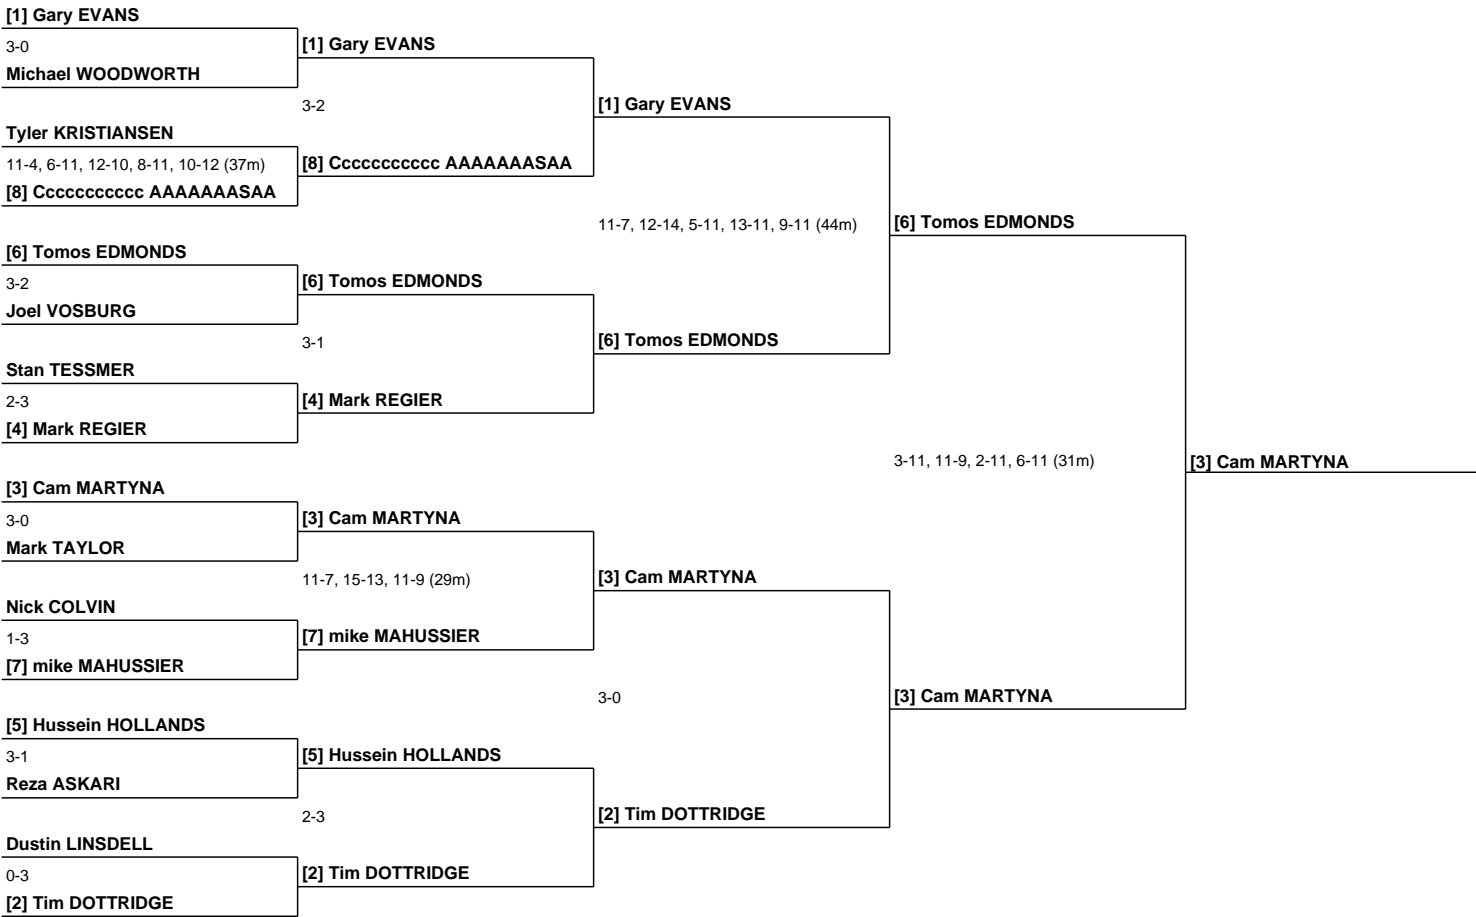 [1] Gary EVANS
3-0
Michael WOODWORTH
Tyler KRISTIANSEN
11-4, 6-11, 12-10, 8-11, 10-12 (37m)
[8] Cccccccccc AAAAAAASAA
[6] Tomos EDMONDS
3-2
Joel VOSBURG
Stan TESSMER
2-3
[4] Mark REGIER
[3] Cam MARTYNA
3-0
Mark TAYLOR
Nick COLVIN
1-3
[7] mike MAHUSSIER
[5] Hussein HOLLANDS
3-1
Reza ASKARI
Dustin LINSDELL
0-3
[2] Tim DOTTRIDGE
[1] Gary EVANS
3-2
[8] Cccccccccc AAAAAAASAA
[6] Tomos EDMONDS
3-1
[4] Mark REGIER
[3] Cam MARTYNA
11-7, 15-13, 11-9 (29m)
[7] mike MAHUSSIER
[5] Hussein HOLLANDS
2-3
[2] Tim DOTTRIDGE
[1] Gary EVANS
11-7, 12-14, 5-11, 13-11, 9-11 (44m)
[6] Tomos EDMONDS
[3] Cam MARTYNA
3-0
[2] Tim DOTTRIDGE
[6] Tomos EDMONDS
3-11, 11-9, 2-11, 6-11 (31m)
[3] Cam MARTYNA
[3] Cam MARTYNA